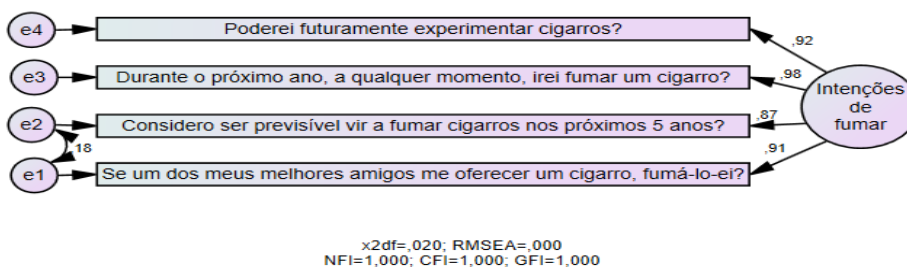 e4
Poderei futuramente experimentar cigarros?
,92
e3
Durante o próximo ano, a qualquer momento, irei fumar um cigarro?
,98
Intenções
de
fumar
e2
Considero ser previsível vir a fumar cigarros nos próximos 5 anos?
,87
,18
e1
Se um dos meus melhores amigos me oferecer um cigarro, fumá-lo-ei?
,91
x2df=,020; RMSEA=,000
NFI=1,000; CFI=1,000; GFI=1,000